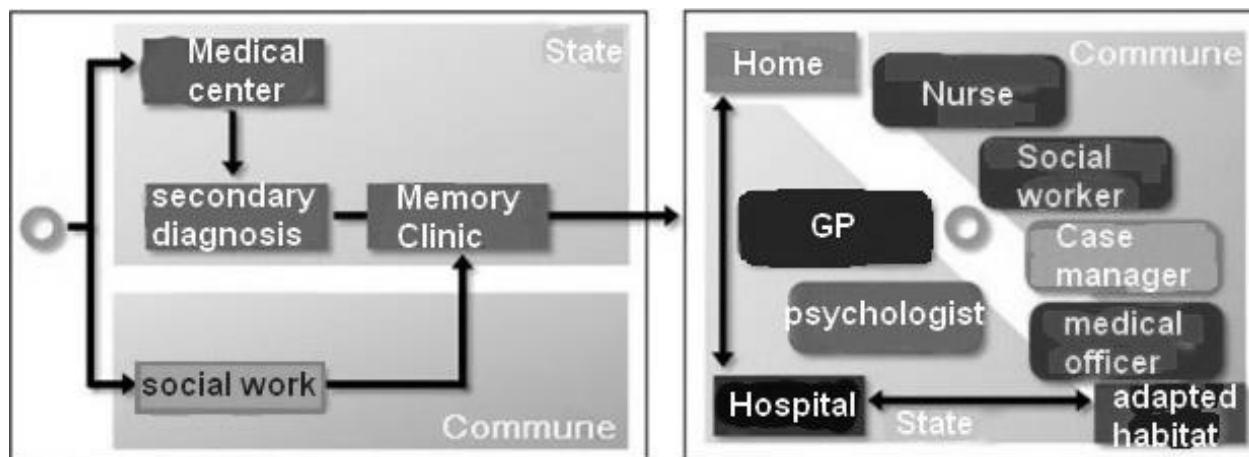 Medical
center
State
secondary
diagnosis
Memory
Clinic
social work
Commune
Home
Commune
Nurse
Social
worker
GP
Case
manager
psychologist
medical
officer
Hospital
State
adapted
habitat